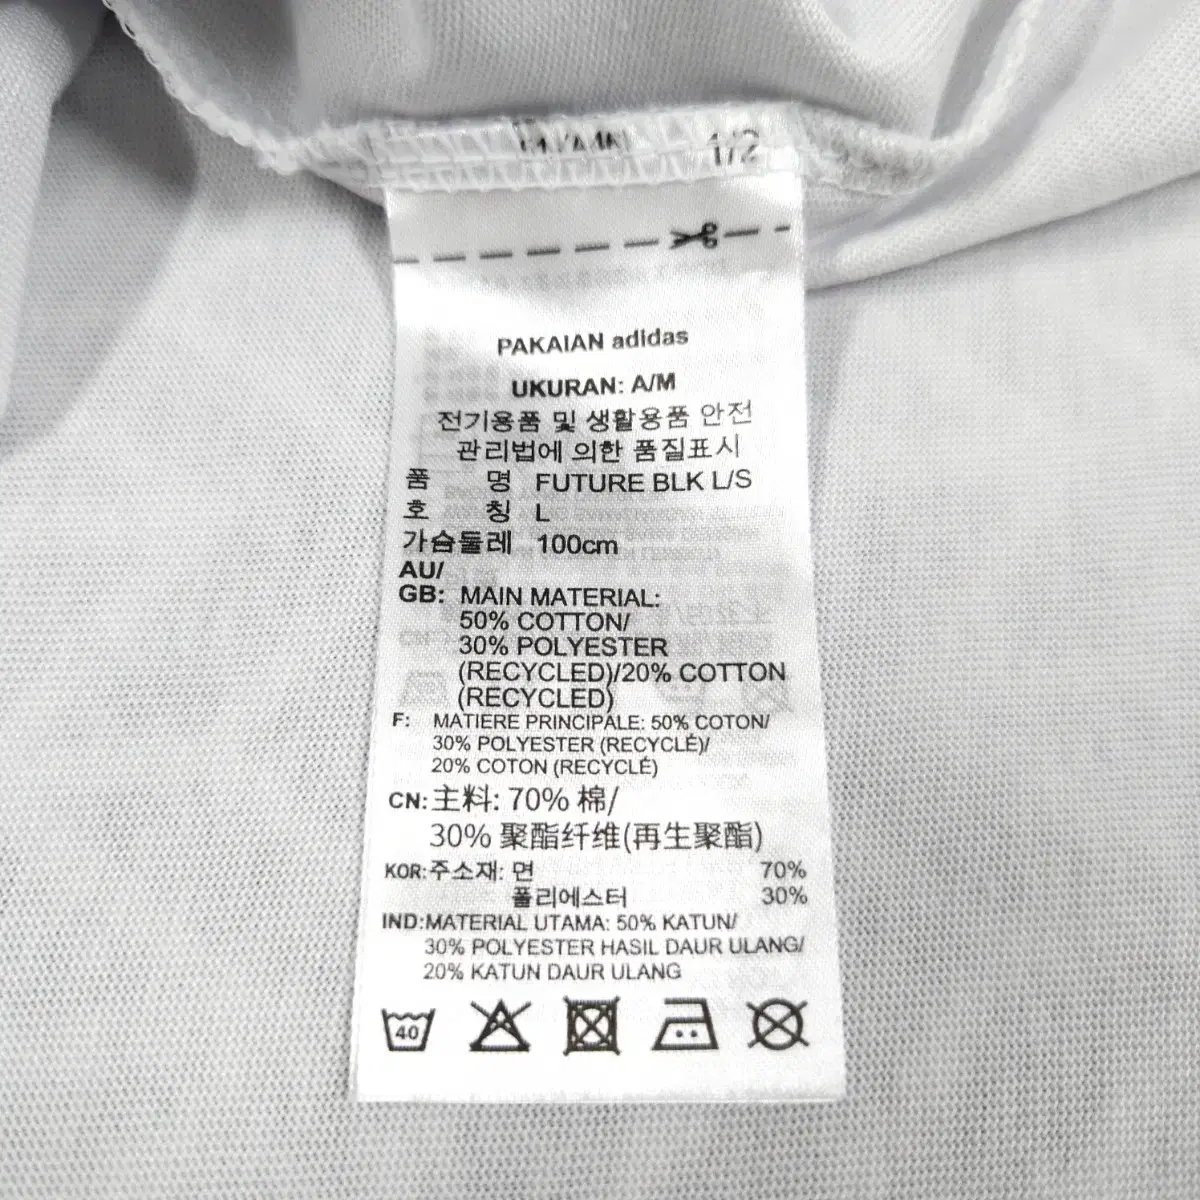 1/2
PAKAIAN adidas
UKURAN: A/M
전기용품 및 생활용품 안전
관리법에 의한 품질표시
품 명 FUTURE BLK L/S
호 칭 L
가슴둘레 100cm
AU/
GB: MAIN MATERIAL:
50% COTTON/
30% POLYESTER
(RECYCLED)/20% COTTON
(RECYCLED)
F: MATIERE PRINCIPALE: 50% COTON/
30% POLYESTER (RECYCLÉ)/
20% COTON (RECYCLÉ)
CN: 主料: 70% 棉/
30% 聚酯纤维(再生聚酯)
KOR: 주소재: 면 70%
폴리에스터 30%
IND: MATERIAL UTAMA: 50% KATUN/
30% POLYESTER HASIL DAUR ULANG/
20% KATUN DAUR ULANG
40